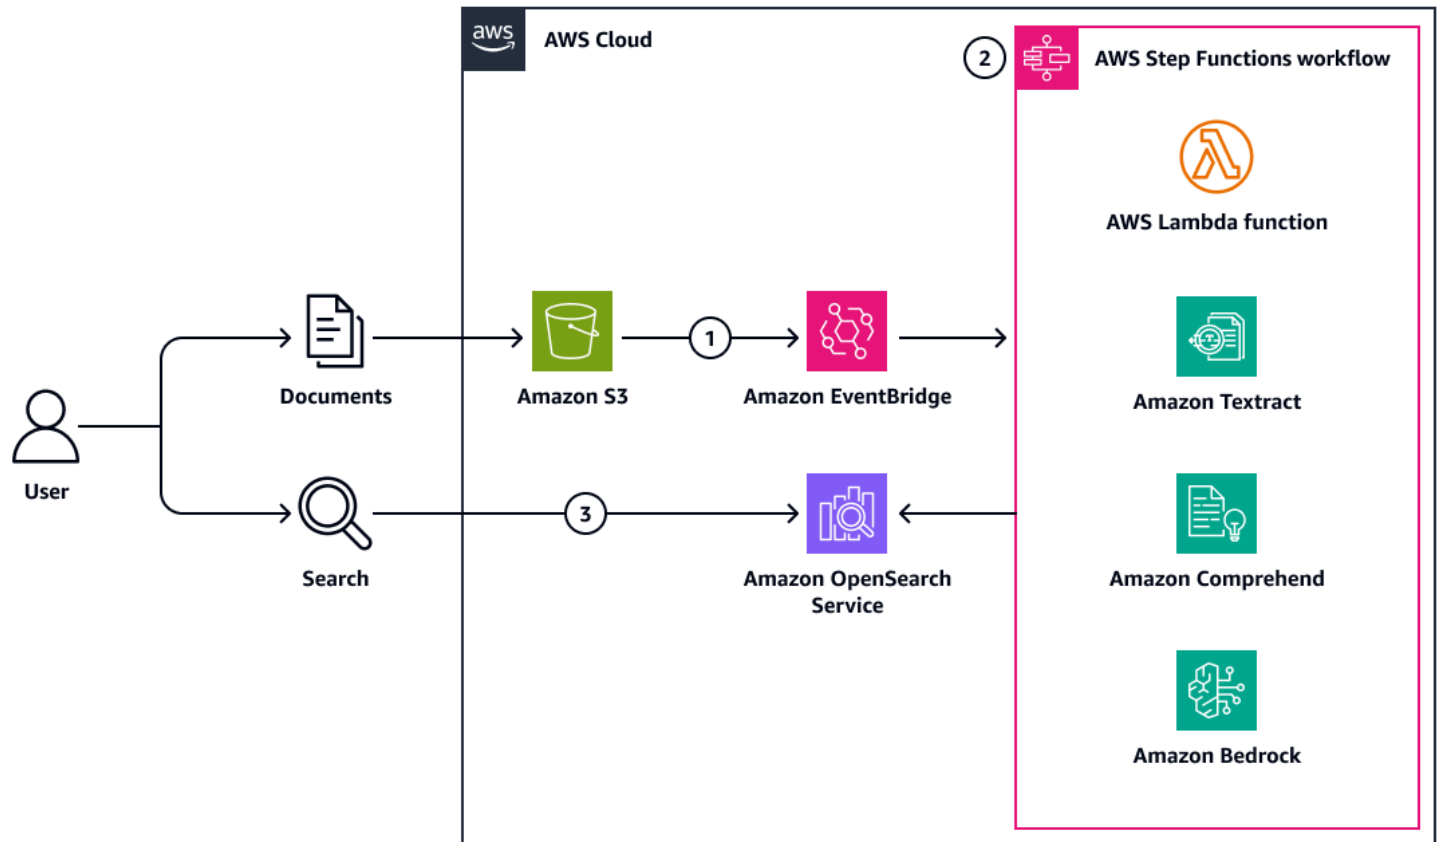 aws
AWS Cloud
2
AWS Step Functions workflow
AWS Lambda function
1
Documents
Amazon S3
Amazon EventBridge
Amazon Textract
User
3
Search
Amazon OpenSearch
Service
Amazon Comprehend
Amazon Bedrock